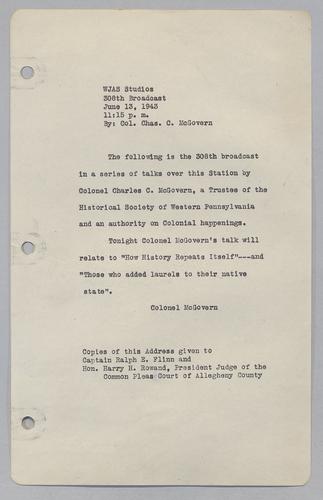 WJAS Studios
308th Broadcast
June 13, 1943
11:15 p. m.
By: Col. Chas. C. McGovern
The following is the 308th broadcast
in a series of talks over this Station by
Colonel Charles C. McGovern, a Trustee of the
Historical Society of Western Pennsylvania
and an authority on Colonial happenings.
Tonight Colonel McGovern's talk will
relate to "How History Repeats Itself"---and
"Those who added laurels to their native
state".
Colonel McGovern
Copies of this Address given to
Captain Ralph E. Flinn and
Hon. Harry H. Rowand, President Judge of the
Common Pleas Court of Allegheny County